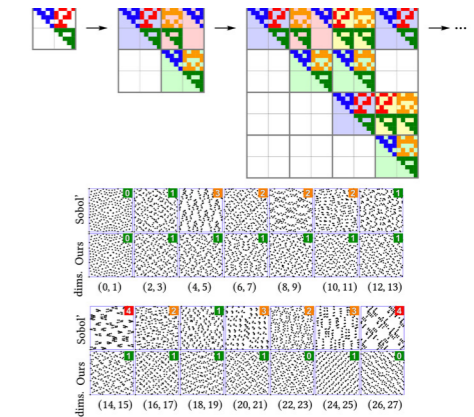 ...
Sobol' 0 1 3 2 2 2 1
Ours 0 1 1 1 1 1 1
dims. (0, 1) (2, 3) (4, 5) (6, 7) (8, 9) (10, 11) (12, 13)
Sobol' 4 2 1 3 2 3 4
Ours 1 1 1 1 0 1 0
dims. (14, 15) (16, 17) (18, 19) (20, 21) (22, 23) (24, 25) (26, 27)